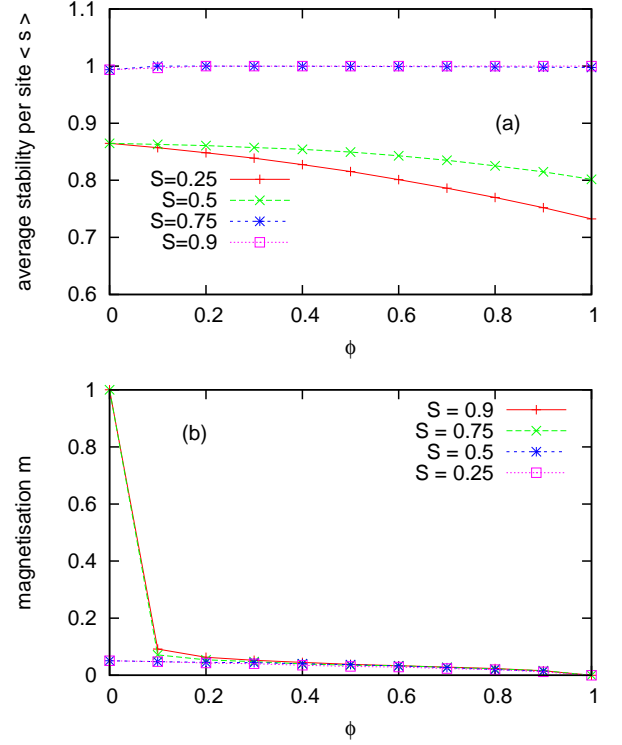 average stability per site < s >
1.1
1
0.9
0.8
0.7
0.6
(a)
S=0.25
S=0.5
S=0.75
S=0.9
0 0.2 0.4 0.6 0.8 1
ϕ
magnetisation m
1
0.8
0.6
0.4
0.2
0
(b)
S = 0.9
S = 0.75
S = 0.5
S = 0.25
0 0.2 0.4 0.6 0.8 1
ϕ